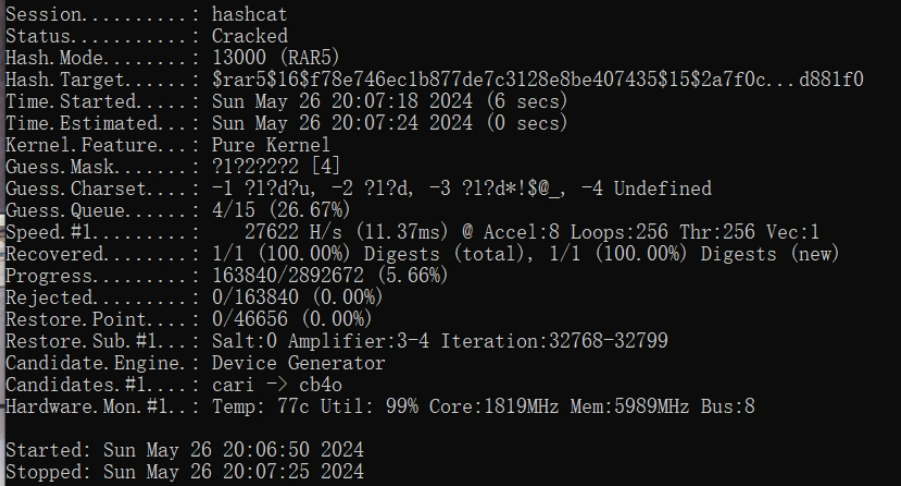 Session..........: hashcat
Status...........: Cracked
Hash.Mode........: 13000 (RAR5)
Hash.Target......: $rar5$16$f78e746ec1b877de7c3128e8be407435$15$2a7f0c...d881f0
Time.Started.....: Sun May 26 20:07:18 2024 (6 secs)
Time.Estimated...: Sun May 26 20:07:24 2024 (0 secs)
Kernel.Feature...: Pure Kernel
Guess.Mask.......: ?1?2?2?2 [4]
Guess.Charset....: -1 ?l?d?u, -2 ?l?d, -3 ?l?d*!$@_, -4 Undefined
Guess.Queue......: 4/15 (26.67%)
Speed.#1.........:    27622 H/s (11.37ms) @ Accel:8 Loops:256 Thr:256 Vec:1
Recovered........: 1/1 (100.00%) Digests (total), 1/1 (100.00%) Digests (new)
Progress.........: 163840/2892672 (5.66%)
Rejected.........: 0/163840 (0.00%)
Restore.Point....: 0/46656 (0.00%)
Restore.Sub.#1...: Salt:0 Amplifier:3-4 Iteration:32768-32799
Candidate.Engine.: Device Generator
Candidates.#1....: cari -> cb4o
Hardware.Mon.#1..: Temp: 77c Util: 99% Core:1819MHz Mem:5989MHz Bus:8
Started: Sun May 26 20:06:50 2024
Stopped: Sun May 26 20:07:25 2024